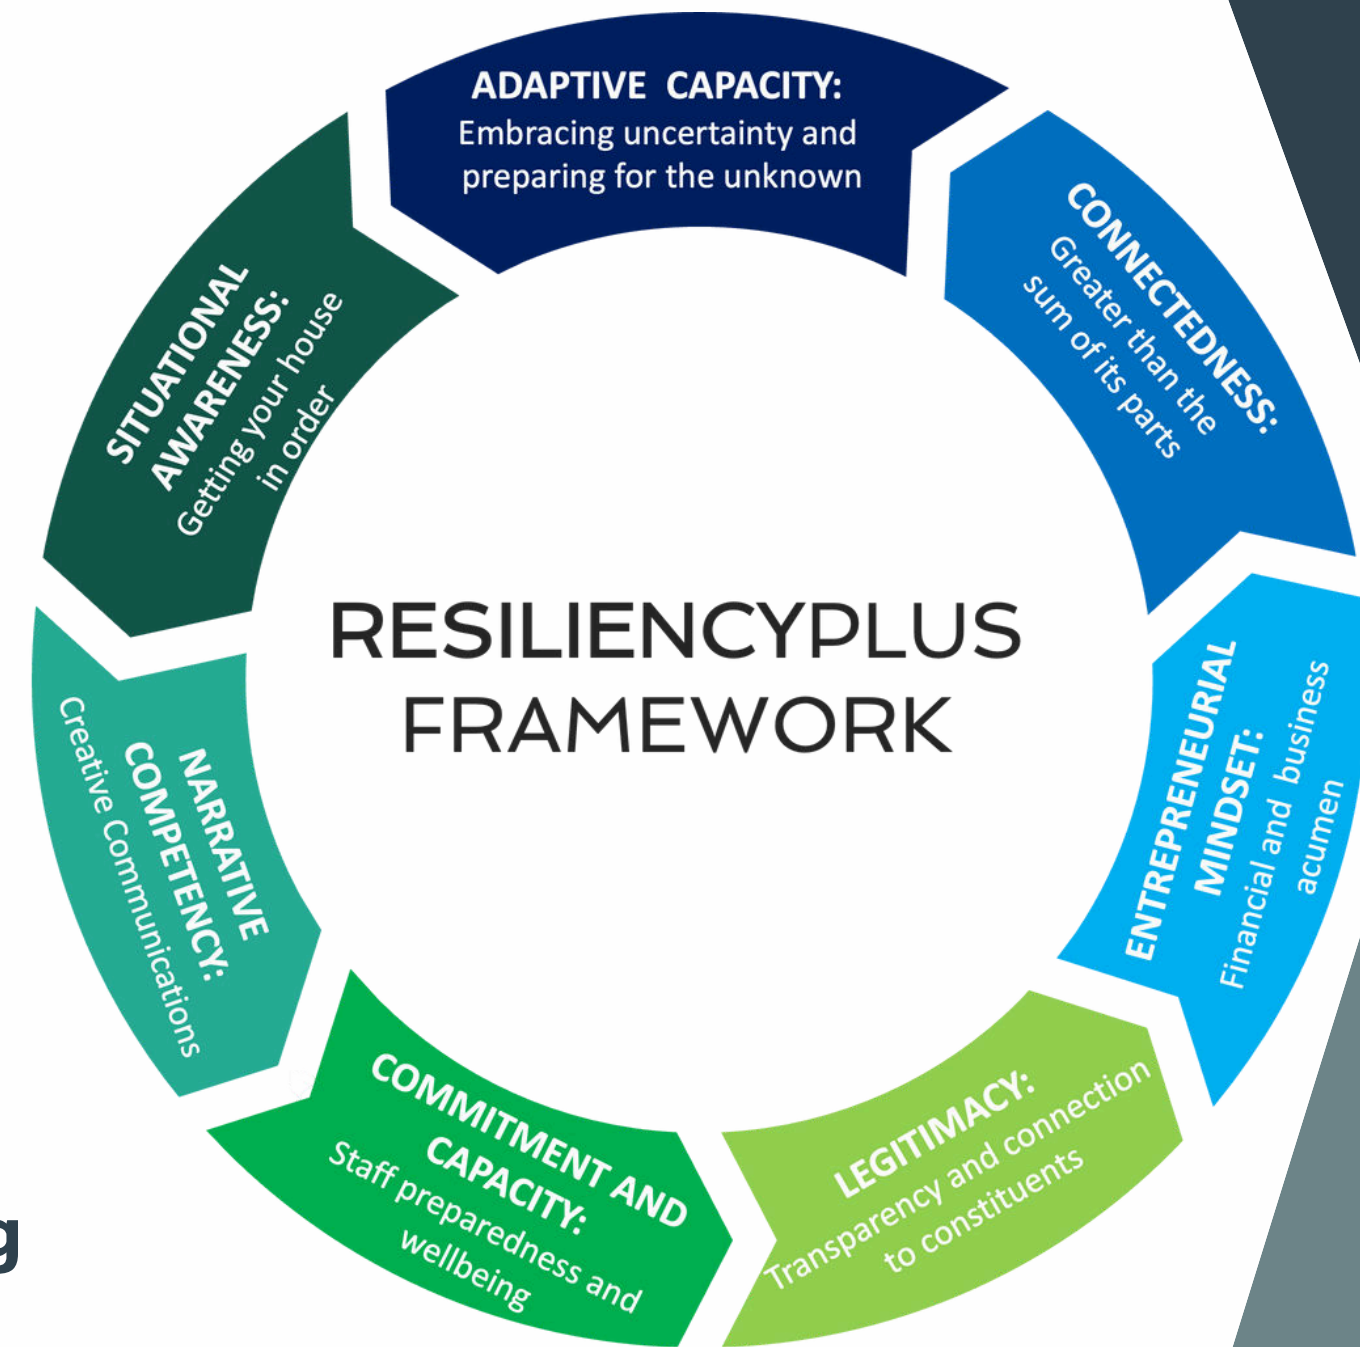 ADAPTIVE CAPACITY:
Embracing uncertainty and
preparing for the unknown
CONNECTEDNESS:
Greater than the
sum of its parts
ENTREPRENEURIAL
MINDSET:
Financial and business
acumen
LEGITIMACY:
Transparency and connection
to constituents
COMMITMENT AND
CAPACITY:
Staff preparedness and
wellbeing
NARRATIVE
COMPETENCY:
Creative Communications
SITUATIONAL
AWARENESS:
Getting your house
in order
RESILIENCYPLUS
FRAMEWORK
g